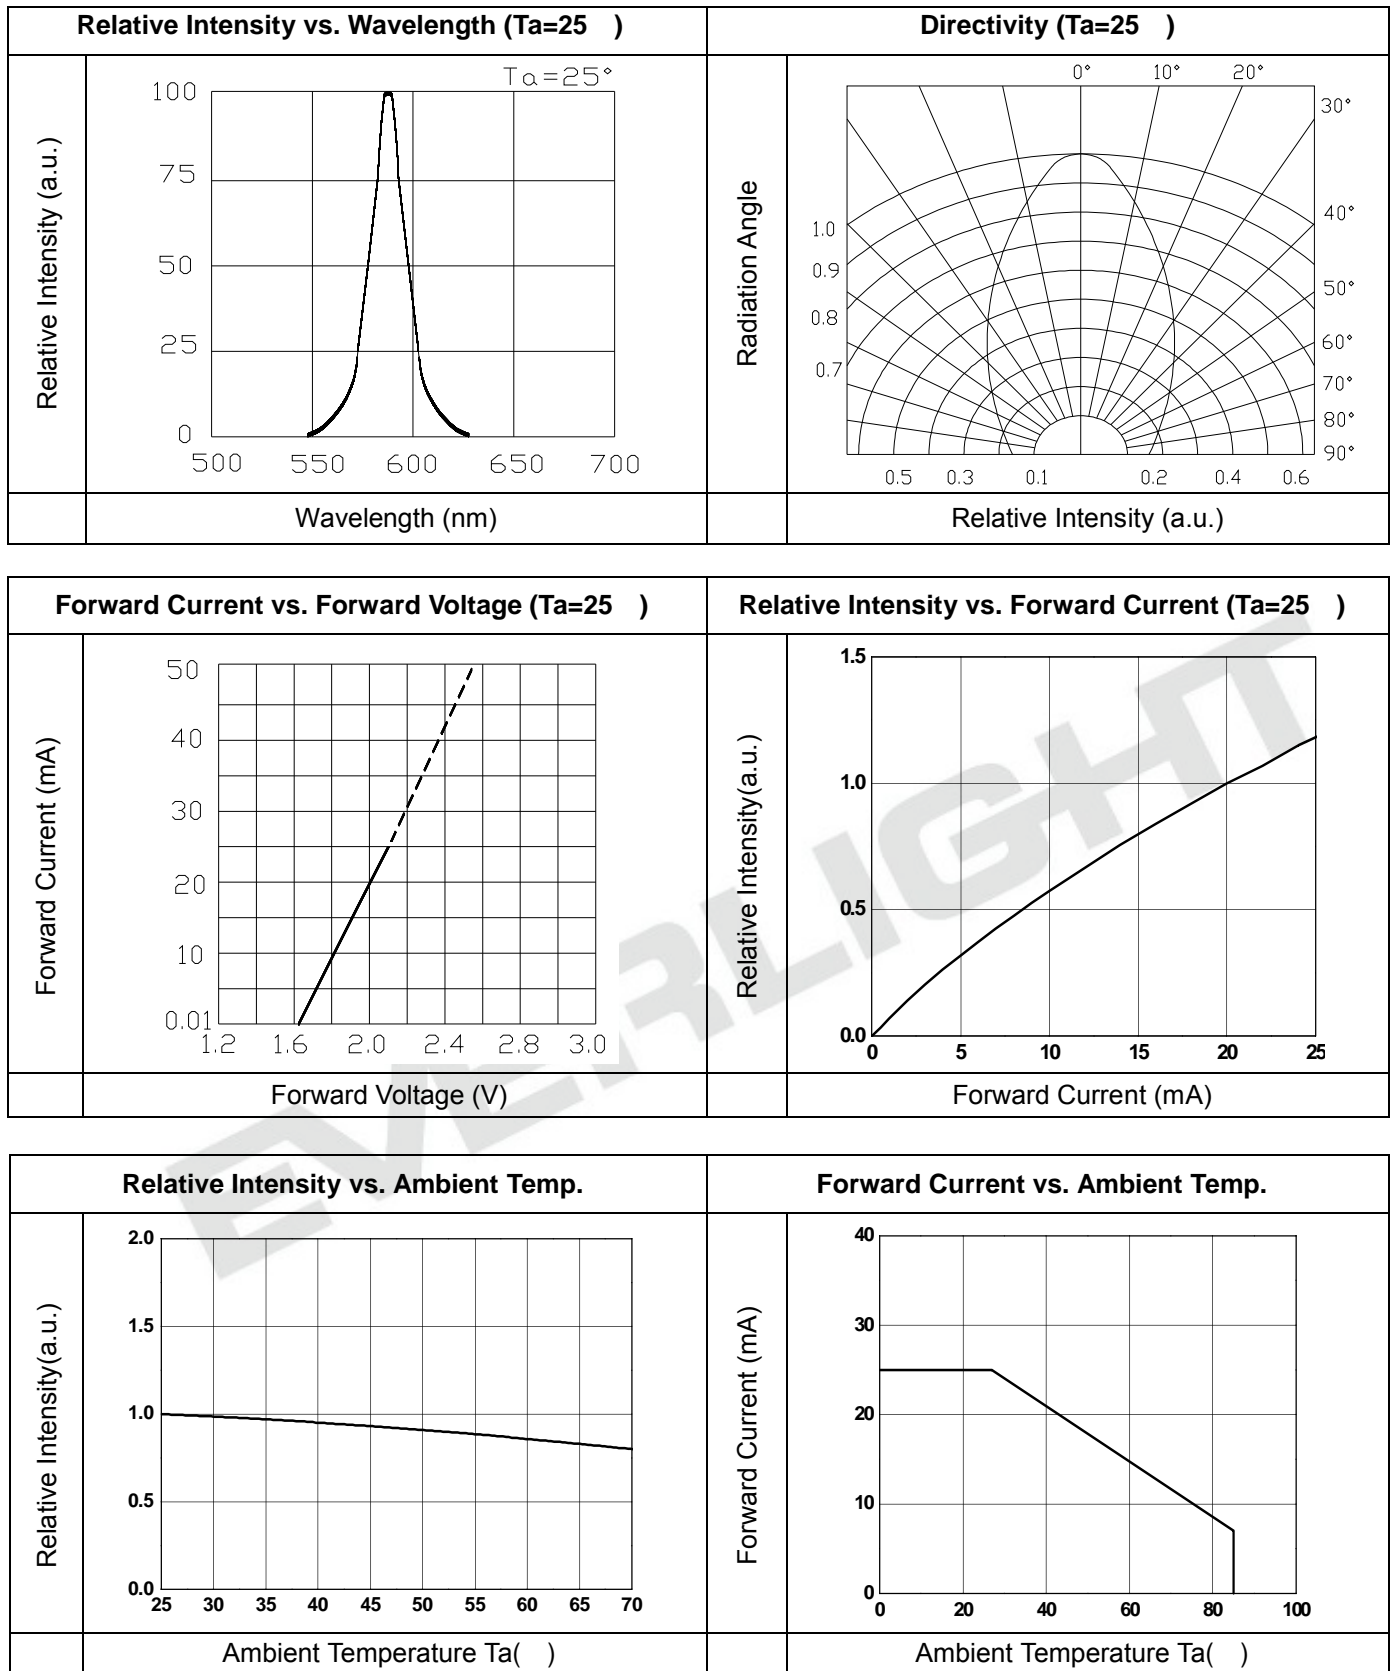 Relative Intensity vs. Wavelength (Ta=25 )
Directivity (Ta=25 )
Relative Intensity (a.u.)
Ta=25°
100
75
50
25
0
500 550 600 650 700
Wavelength (nm)
Radiation Angle
0° 10° 20°
30°
40°
50°
60°
70°
80°
90°
1.0
0.9
0.8
0.7
0.5 0.3 0.1 0.2 0.4 0.6
Relative Intensity (a.u.)
Forward Current vs. Forward Voltage (Ta=25 )
Relative Intensity vs. Forward Current (Ta=25 )
Forward Current (mA)
50
40
30
20
10
0.01
1.2 1.6 2.0 2.4 2.8 3.0
Forward Voltage (V)
Relative Intensity(a.u.)
1.5
1.0
0.5
0.0
0 5 10 15 20 25
Forward Current (mA)
EVERLIGHT
Relative Intensity vs. Ambient Temp.
Forward Current vs. Ambient Temp.
Relative Intensity(a.u.)
2.0
1.5
1.0
0.5
0.0
25 30 35 40 45 50 55 60 65 70
Ambient Temperature Ta( )
Forward Current (mA)
40
30
20
10
0
0 20 40 60 80 100
Ambient Temperature Ta( )